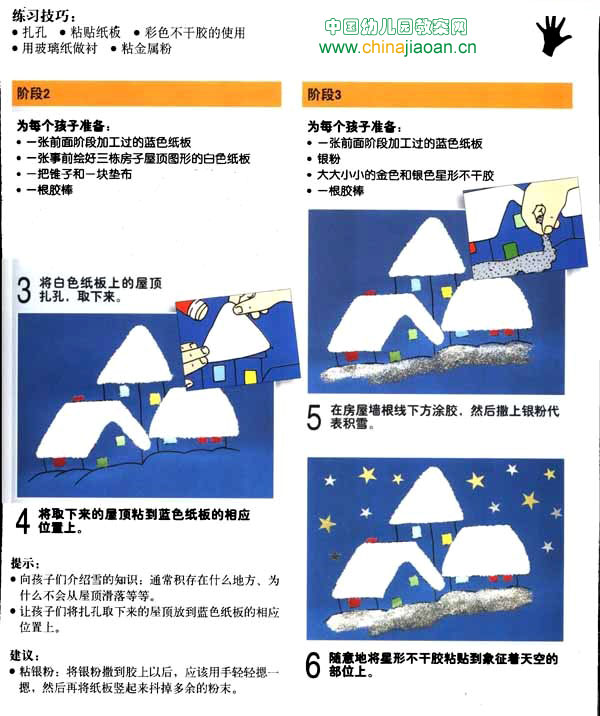 练习技巧：
● 扎孔 ● 粘贴纸板 ● 彩色不干胶的使用
● 用玻璃纸做衬 ● 粘金属粉
中国幼儿园教案网
www.chinajiaoan.cn
阶段2
为每个孩子准备：
● 一张前面阶段加工过的蓝色纸板
● 一张事前绘好三栋房子屋顶图形的白色纸板
● 一把锥子和一块垫布
● 一根胶棒
3 将白色纸板上的屋顶
扎孔，取下来。
4 将取下来的屋顶粘到蓝色纸板的相应
位置上。
提示：
● 向孩子们介绍雪的知识：通常积存在什么地方、为
什么不会从屋顶滑落等等。
● 让孩子们将扎孔取下来的屋顶放到蓝色纸板的相应
位置上。
建议：
● 粘银粉：将银粉撒到胶上以后，应该用手轻轻摁一
摁，然后再将纸板竖起来抖掉多余的粉末。
阶段3
为每个孩子准备：
● 一张前面阶段加工过的蓝色纸板
● 银粉
● 大大小小的金色和银色星形不干胶
● 一根胶棒
5 在房屋墙根线下方涂胶，然后撒上银粉代
表积雪。
6 随意地将星形不干胶粘贴到象征着天空的
部位上。